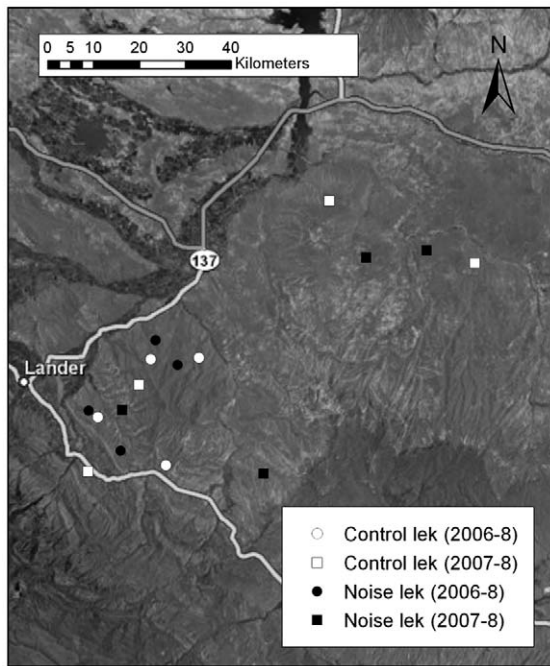 0 5 10 20 30 40
Kilometers
N
137
Lander
Control lek (2006-8)
Control lek (2007-8)
Noise lek (2006-8)
Noise lek (2007-8)